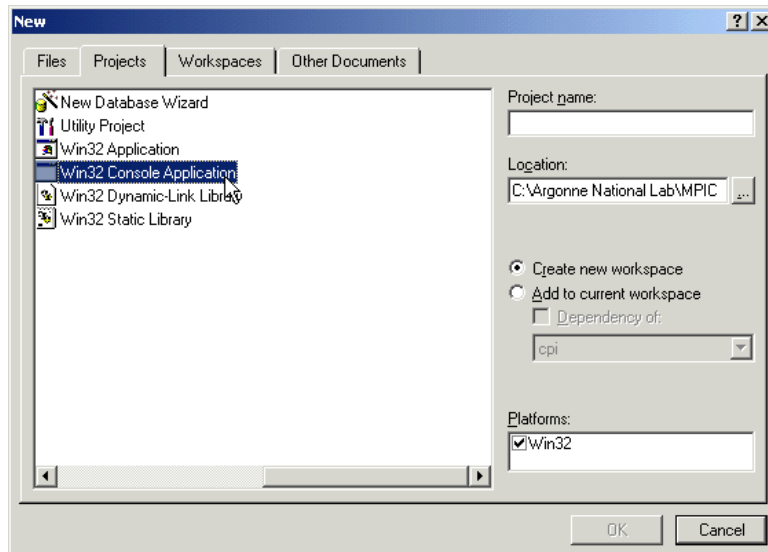 New
Files
Projects
Workspaces
Other Documents
New Database Wizard
Utility Project
Win32 Application
Win32 Console Application
Win32 Dynamic-Link Library
Win32 Static Library
Project name:
Location:
C:\Argonne National Lab\MPIC
...
Create new workspace
Add to current workspace
Dependency of:
cpi
Platforms:
Win32
OK
Cancel